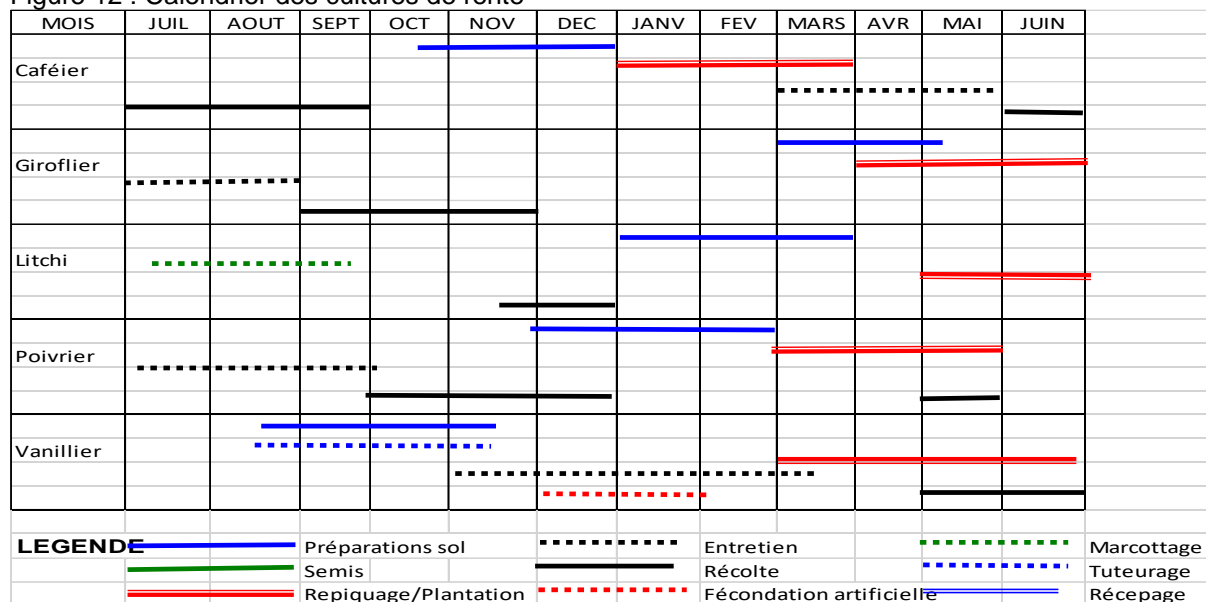 Figure 12 : Calendrier des cultures de rente
MOIS JUIL AOUT SEPT OCT NOV DEC JANV FEV MARS AVR MAI JUIN
Caféier
Giroflier
Litchi
Poivrier
Vanillier
LEGENDE Préparations sol Entretien Marcottage
Semis Récolte Tuteurage
Repiquage/Plantation Fécondation artificielle Récepage